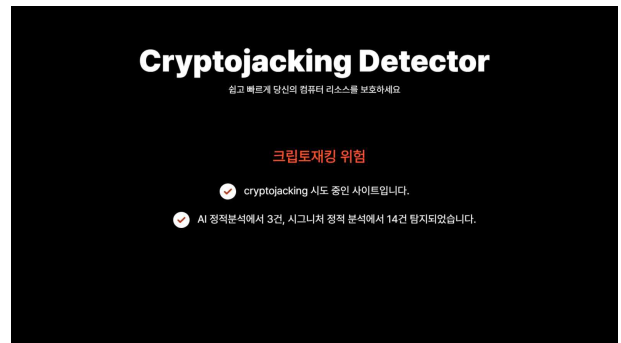 Cryptojacking Detector
쉽고 빠르게 당신의 컴퓨터 리소스를 보호하세요
크립토재킹 위험
cryptojacking 시도 중인 사이트입니다.
AI 정적분석에서 3건, 시그니처 정적 분석에서 14건 탐지되었습니다.